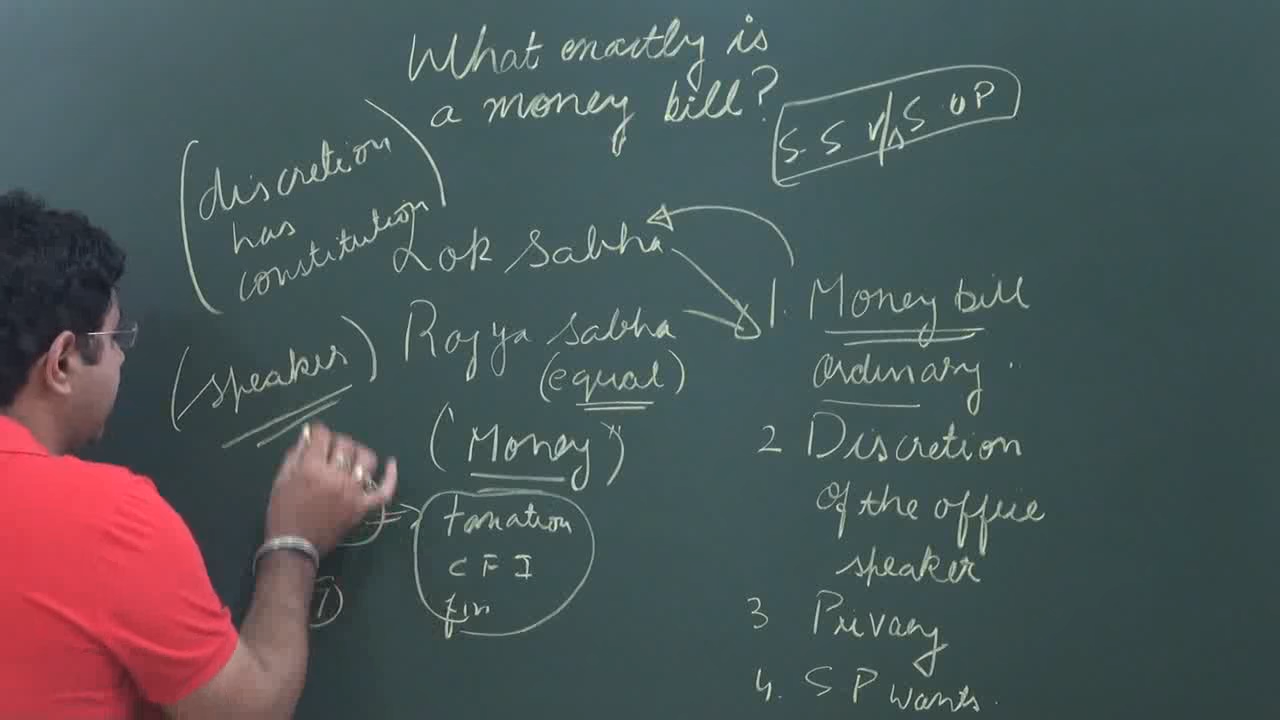 What exactly is
a money bill?
S. S v/s S. O P
(discretion
has
constitution)
Lok Sabha
1. Money bill
Rajya Sabha
(equal)
ordinary ..
(speaker)
("Money")
2 Discretion
Of the office
speaker
taxation
C F I
fin
7
3 Privacy
4. S P wants.